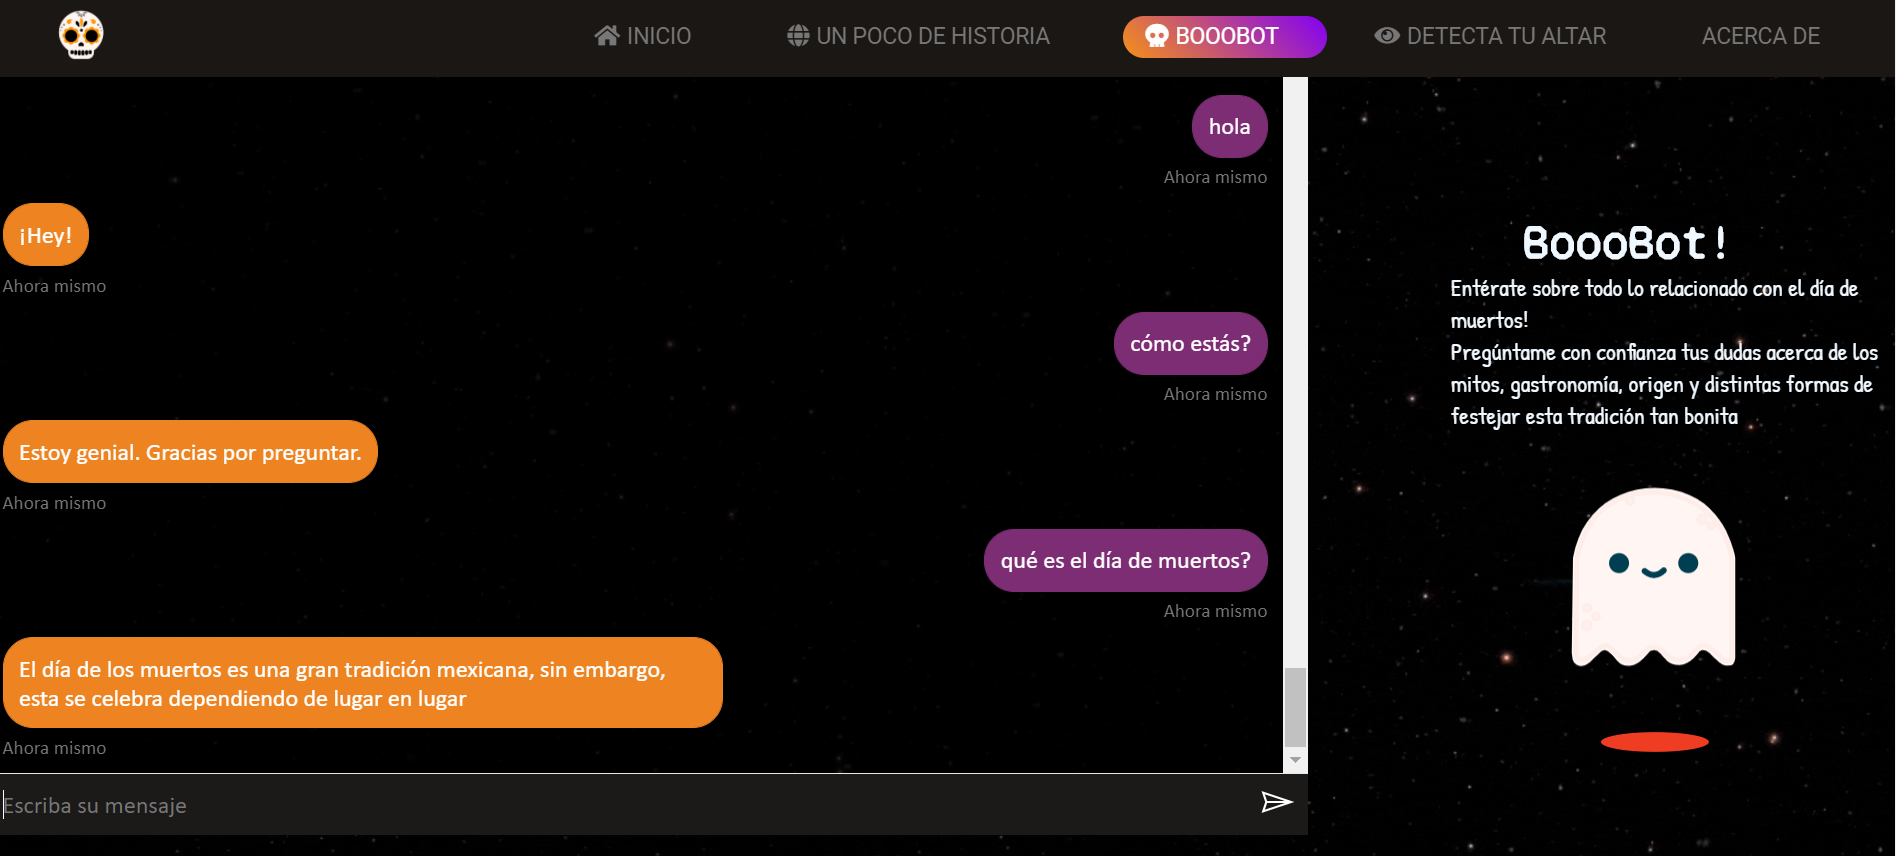 INICIO
UN POCO DE HISTORIA
BOOOBOT
DETECTA TU ALTAR
ACERCA DE
hola
Ahora mismo
¡Hey!
Ahora mismo
cómo estás?
Ahora mismo
Estoy genial. Gracias por preguntar.
Ahora mismo
qué es el día de muertos?
Ahora mismo
El día de los muertos es una gran tradición mexicana, sin embargo,
esta se celebra dependiendo de lugar en lugar
Ahora mismo
Escriba su mensaje
BoooBot!
Entérate sobre todo lo relacionado con el día de
muertos!
Pregúntame con confianza tus dudas acerca de los
mitos, gastronomía, origen y distintas formas de
festejar esta tradición tan bonita